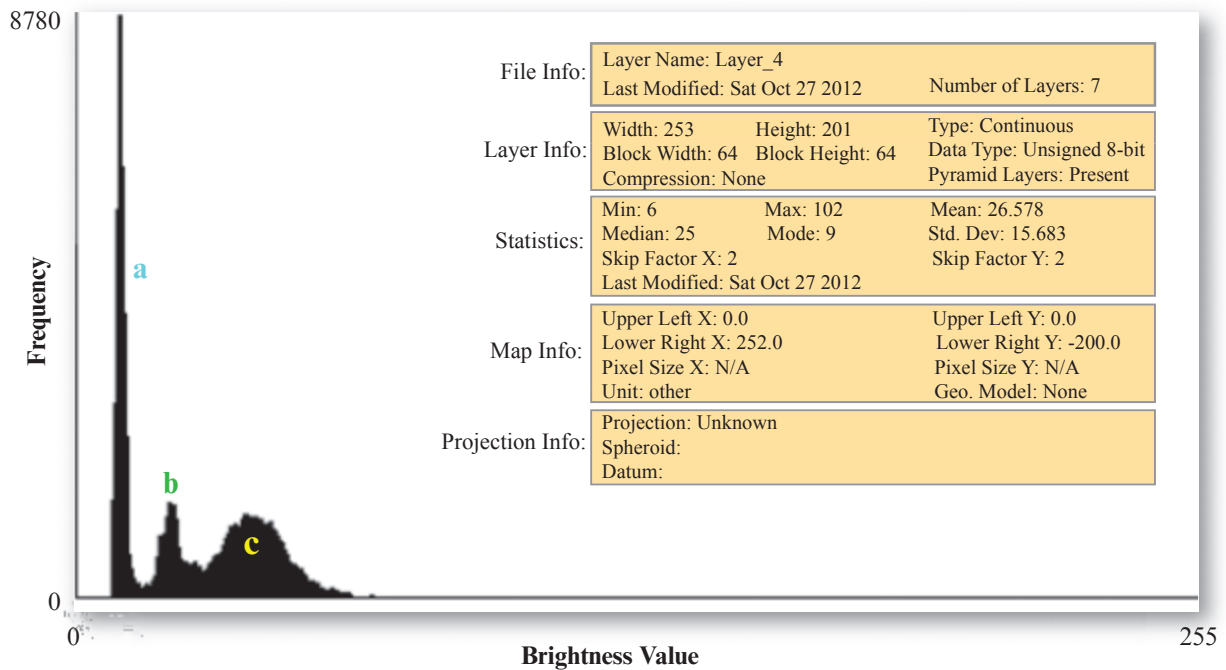 8780
File Info:
Layer Name: Layer_4
Last Modified: Sat Oct 27 2012 Number of Layers: 7
Layer Info:
Width: 253 Height: 201 Type: Continuous
Block Width: 64 Block Height: 64 Data Type: Unsigned 8-bit
Compression: None Pyramid Layers: Present
Statistics:
Min: 6 Max: 102 Mean: 26.578
Median: 25 Mode: 9 Std. Dev: 15.683
Skip Factor X: 2 Skip Factor Y: 2
Last Modified: Sat Oct 27 2012
Map Info:
Upper Left X: 0.0 Upper Left Y: 0.0
Lower Right X: 252.0 Lower Right Y: -200.0
Pixel Size X: N/A Pixel Size Y: N/A
Unit: other Geo. Model: None
Projection Info:
Projection: Unknown
Spheroid:
Datum:
Frequency
a
b
c
0
0
255
Brightness Value